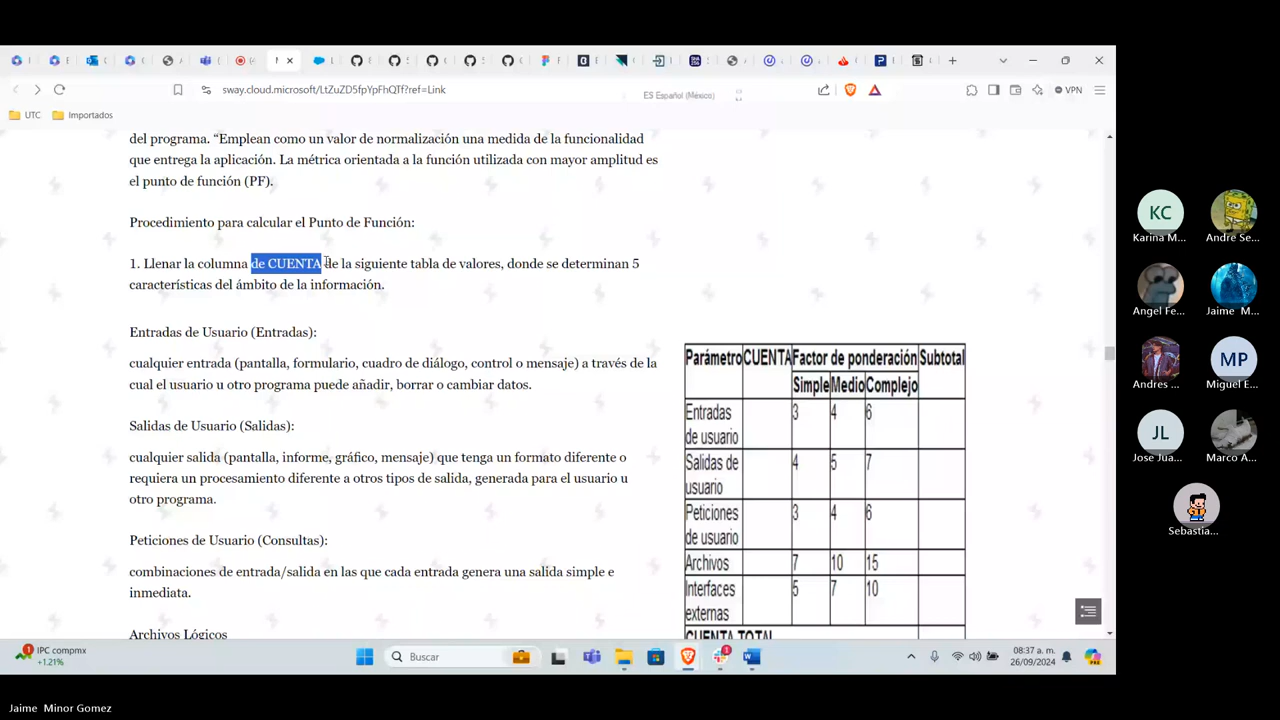 sway.cloud.microsoft/LtZuZD5fpYpFhQTf?ref=Link
ES Español (México)
VPN
UTC
Importados
del programa. “Emplean como un valor de normalización una medida de la funcionalidad
que entrega la aplicación. La métrica orientada a la función utilizada con mayor amplitud es
el punto de función (PF).
Procedimiento para calcular el Punto de Función:
1. Llenar la columna de CUENTA de la siguiente tabla de valores, donde se determinan 5
características del ámbito de la información.
Entradas de Usuario (Entradas):
cualquier entrada (pantalla, formulario, cuadro de diálogo, control o mensaje) a través de la
cual el usuario u otro programa puede añadir, borrar o cambiar datos.
Salidas de Usuario (Salidas):
cualquier salida (pantalla, informe, gráfico, mensaje) que tenga un formato diferente o
requiera un procesamiento diferente a otros tipos de salida, generada para el usuario u
otro programa.
Peticiones de Usuario (Consultas):
combinaciones de entrada/salida en las que cada entrada genera una salida simple e
inmediata.
Archivos Lógicos
Parámetro CUENTA Factor de ponderación Subtotal
Simple Medio Complejo
Entradas 3 4 6
de usuario
Salidas de 4 5 7
usuario
Peticiones 3 4 6
de usuario
Archivos 7 10 15
Interfaces 5 7 10
externas
CUENTA TOTAL
KC
Karina M...
Andre Se...
Angel Fe...
Jaime M...
Andres ...
MP
Miguel E...
JL
Jose Jua...
Marco A...
Sebastia...
1
IPC compmx
+1.21%
Buscar
1
08:37 a. m.
26/09/2024
Jaime Minor Gomez